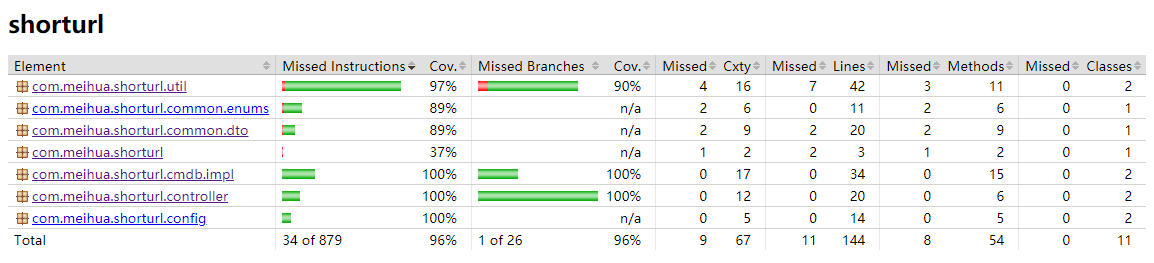 shorturl
Element Missed Instructions Cov. Missed Branches Cov. Missed Cxty Missed Lines Missed Methods Missed Classes
com.meihua.shorturl.util 97% 90% 4 16 7 42 3 11 0 2
com.meihua.shorturl.common.enums 89% n/a 2 6 0 11 2 6 0 1
com.meihua.shorturl.common.dto 89% n/a 2 9 2 20 2 9 0 1
com.meihua.shorturl 37% n/a 1 2 2 3 1 2 0 1
com.meihua.shorturl.cmdb.impl 100% 100% 0 17 0 34 0 15 0 2
com.meihua.shorturl.controller 100% 100% 0 12 0 20 0 6 0 2
com.meihua.shorturl.config 100% n/a 0 5 0 14 0 5 0 2
Total 34 of 879 96% 1 of 26 96% 9 67 11 144 8 54 0 11